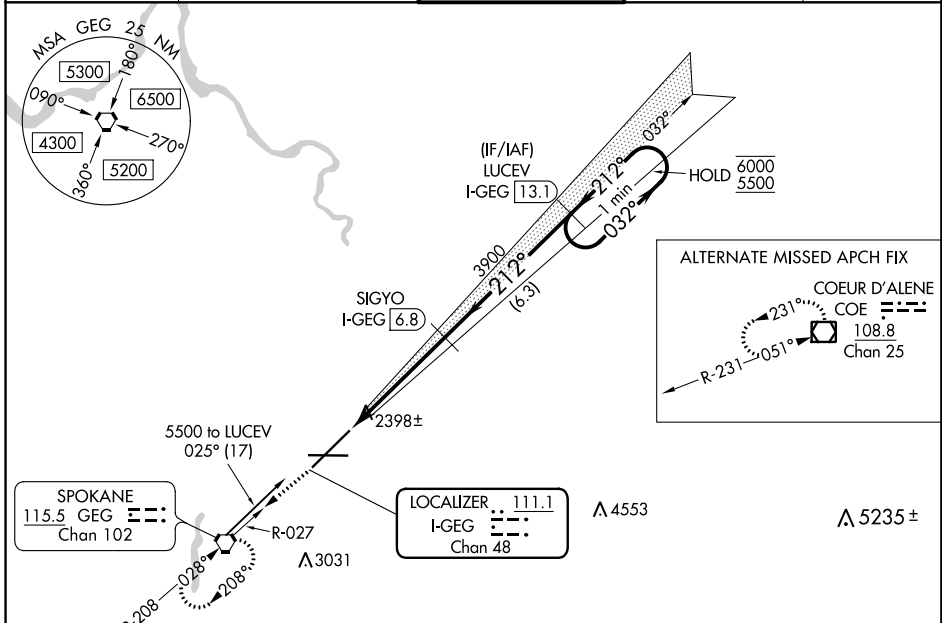 MSA GEG 25 NM
5300
180°
090°
6500
4300
270°
5200
360°
032°
(IF/IAF)
LUCEV
I-GEG 13.1
212°
1 min
032°
HOLD 6000
5500
3900
212°
(6.3)
SIGYO
I-GEG 6.8
ALTERNATE MISSED APCH FIX
COEUR D'ALENE
COE
108.8
Chan 25
231°
R-231
051°
2398±
5500 to LUCEV
025° (17)
SPOKANE
115.5 GEG
Chan 102
R-027
LOCALIZER 111.1
I-GEG
Chan 48
4553
5235±
3031
028°
208°
-208